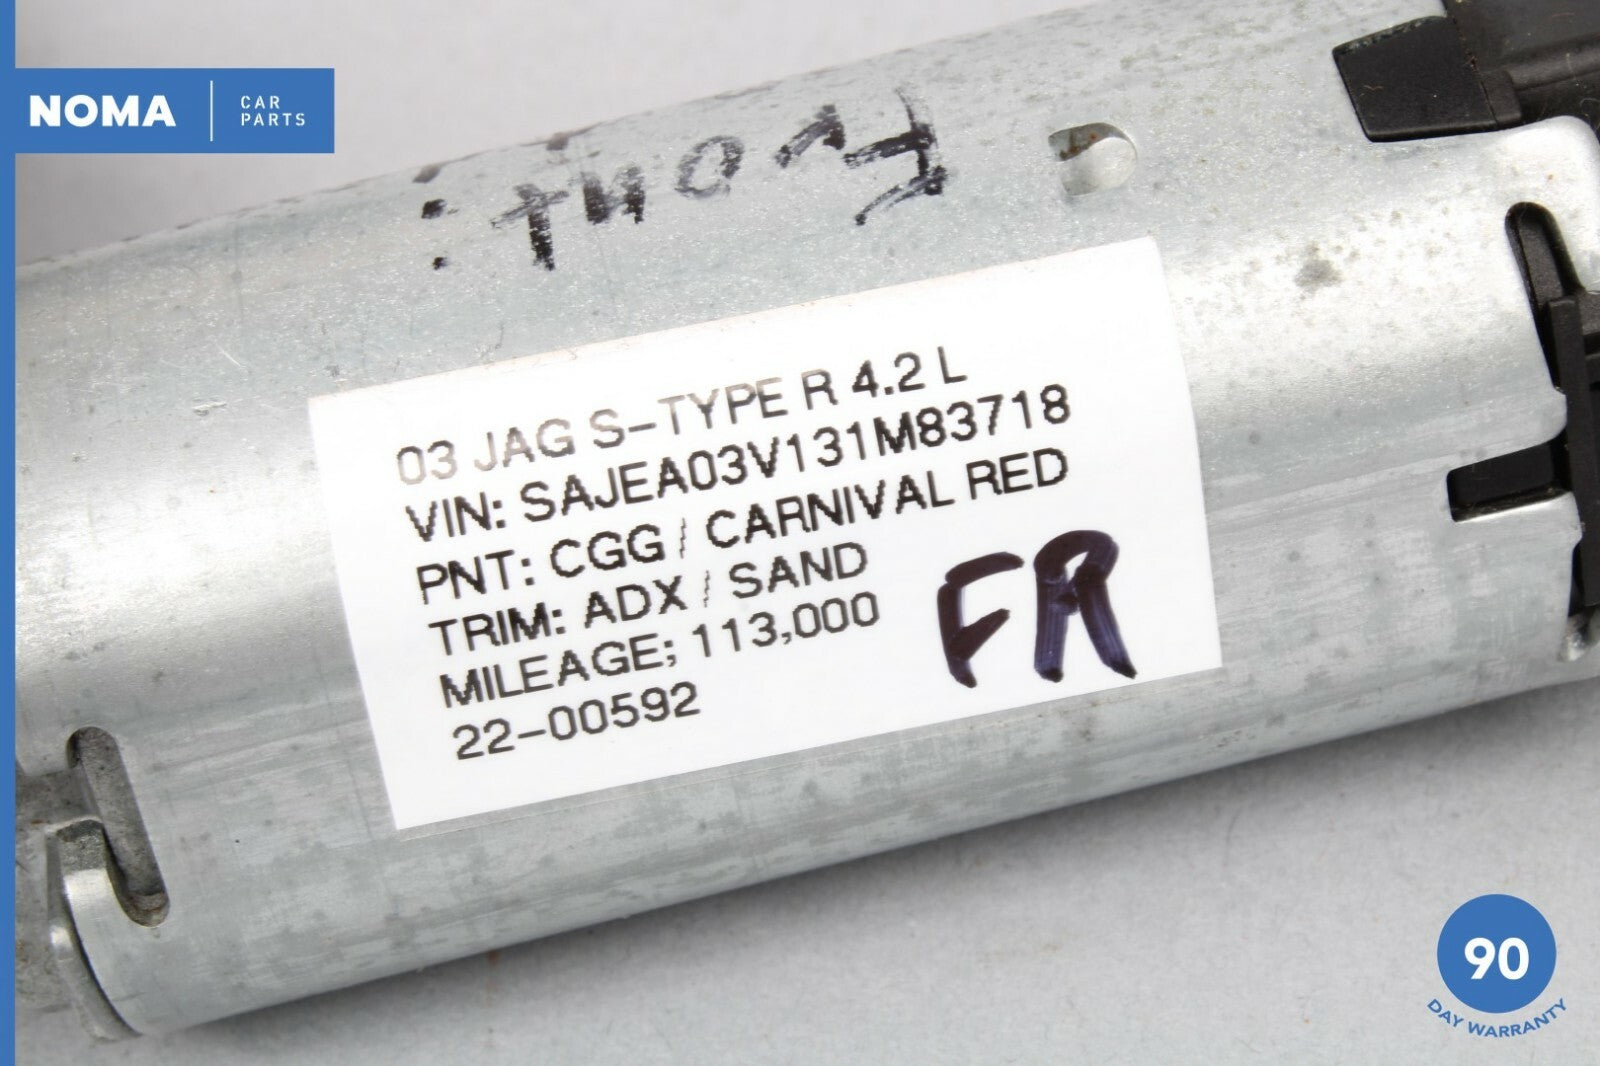 NOMA
CAR
PARTS
Front:
03 JAG S-TYPE R 4.2 L
VIN: SAJEA03V131M83718
PNT: CGG / CARNIVAL RED
TRIM: ADX / SAND
MILEAGE; 113,000
22-00592
FR
90
DAY WARRANTY